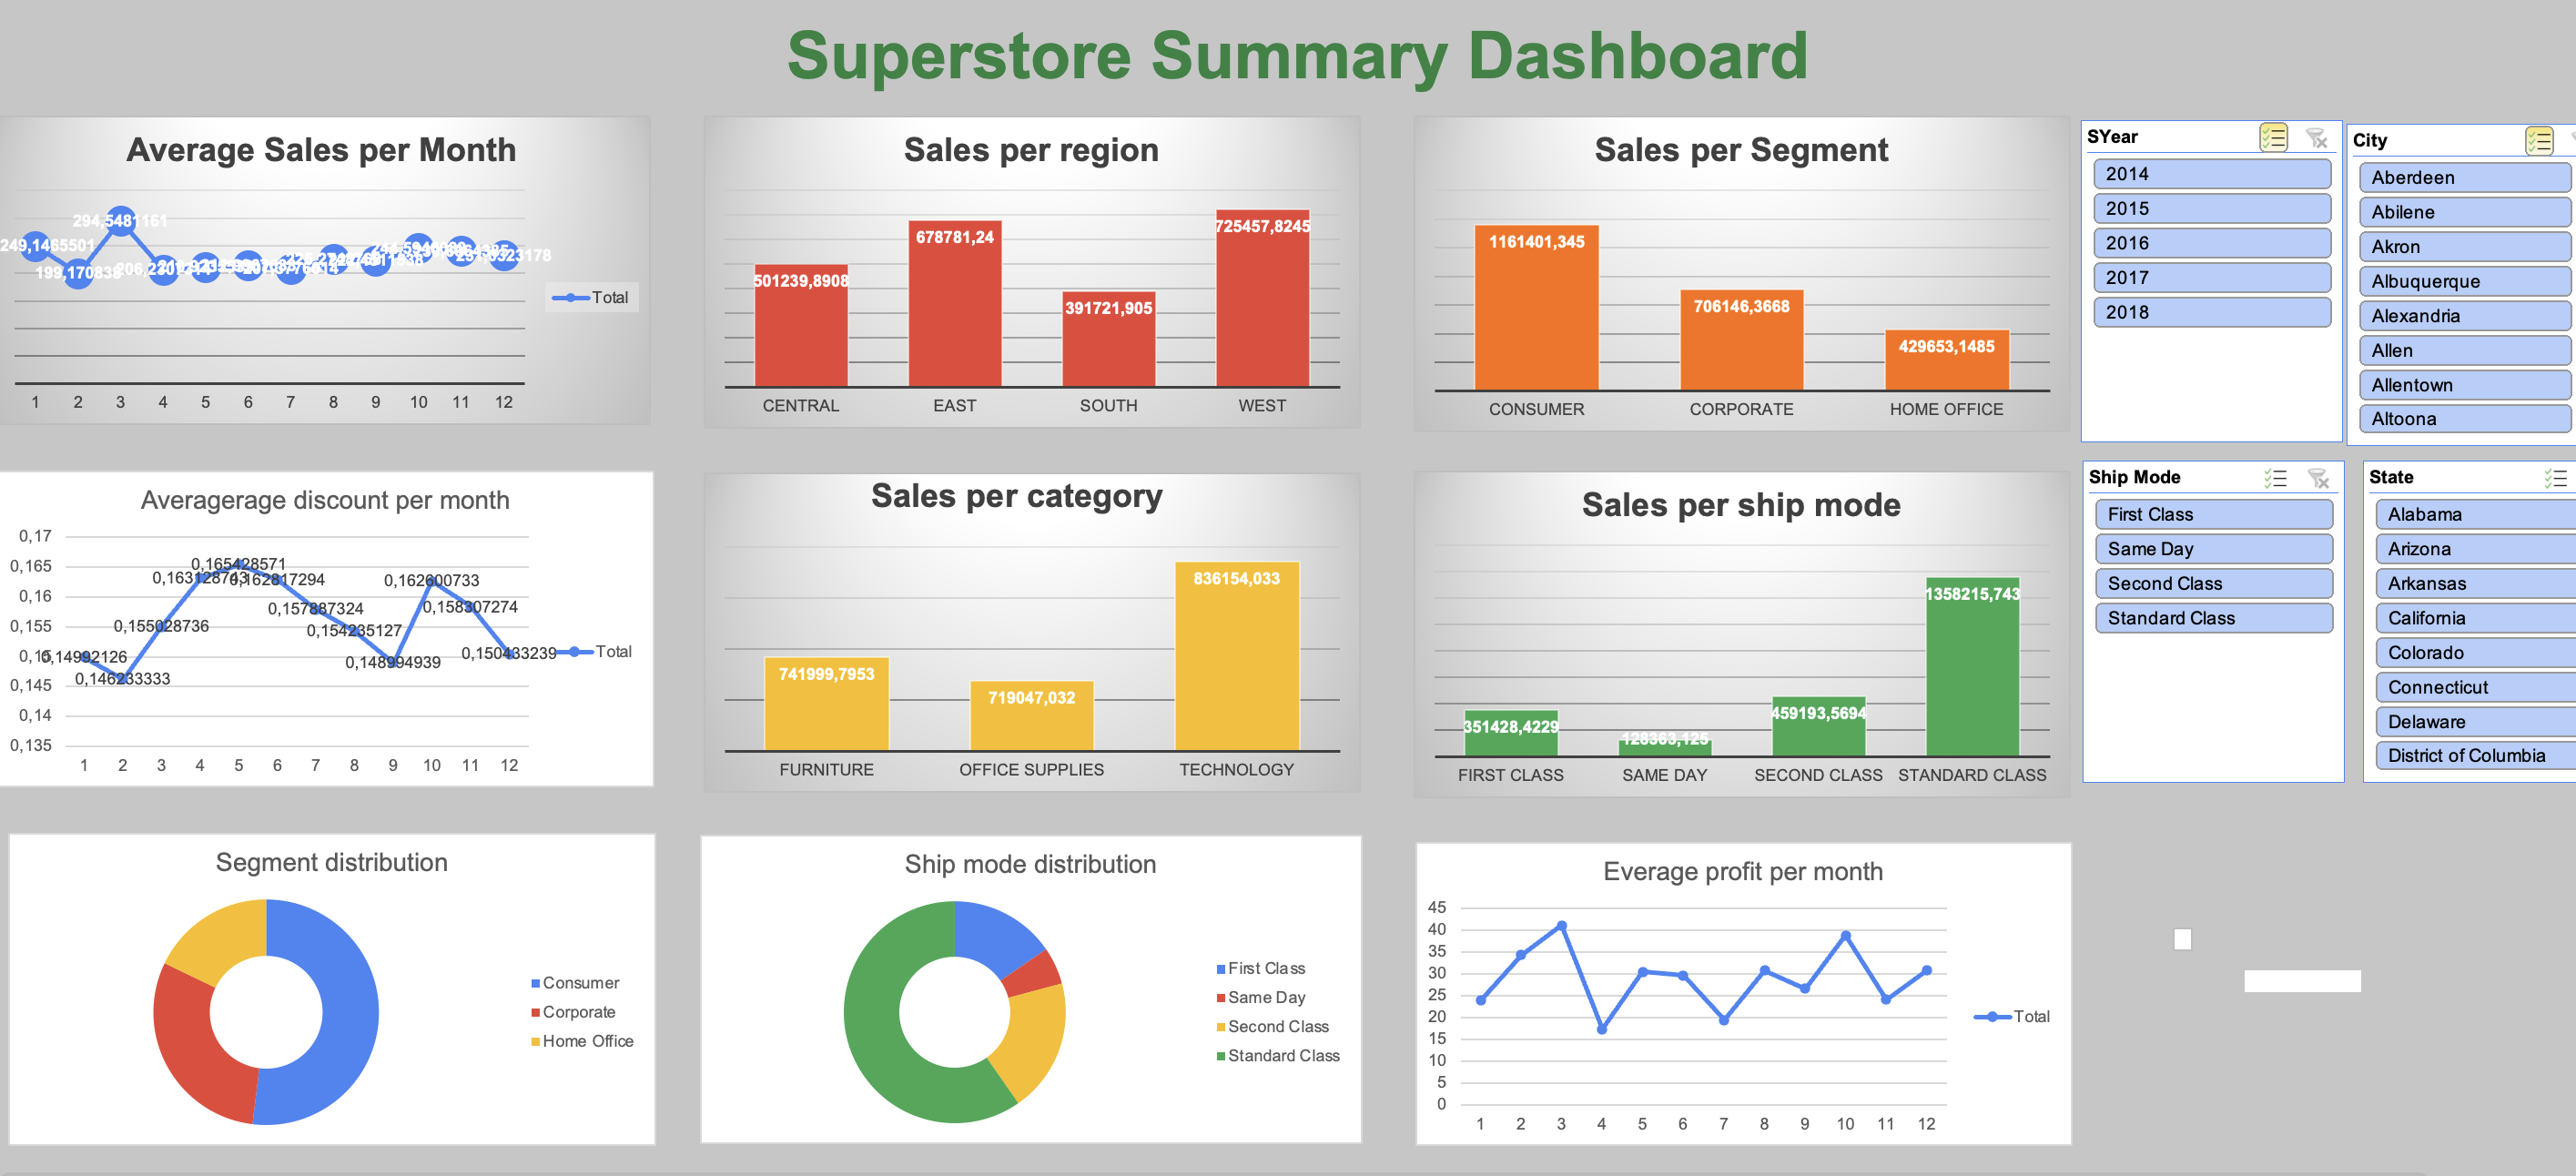 Superstore Summary Dashboard
Average Sales per Month
294,5481161
249,1465501
199,170838
Total
1 2 3 4 5 6 7 8 9 10 11 12
Sales per region
501239,8908
678781,24
391721,905
725457,8245
CENTRAL EAST SOUTH WEST
Sales per Segment
1161401,345
706146,3668
429653,1485
CONSUMER CORPORATE HOME OFFICE
SYear
2014
2015
2016
2017
2018
City
Aberdeen
Abilene
Akron
Albuquerque
Alexandria
Allen
Allentown
Altoona
Averagerage discount per month
0,17
0,165
0,16
0,155
0,15
0,145
0,14
0,135
0,14992126
0,146233333
0,155028736
0,163128743
0,165428571
0,162817294
0,157887324
0,154235127
0,148994939
0,162600733
0,158307274
0,150433239
Total
1 2 3 4 5 6 7 8 9 10 11 12
Sales per category
741999,7953
719047,032
836154,033
FURNITURE OFFICE SUPPLIES TECHNOLOGY
Sales per ship mode
351428,4229
128363,125
459193,5694
1358215,743
FIRST CLASS SAME DAY SECOND CLASS STANDARD CLASS
Ship Mode
First Class
Same Day
Second Class
Standard Class
State
Alabama
Arizona
Arkansas
California
Colorado
Connecticut
Delaware
District of Columbia
Segment distribution
Consumer
Corporate
Home Office
Ship mode distribution
First Class
Same Day
Second Class
Standard Class
Everage profit per month
45
40
35
30
25
20
15
10
5
0
Total
1 2 3 4 5 6 7 8 9 10 11 12